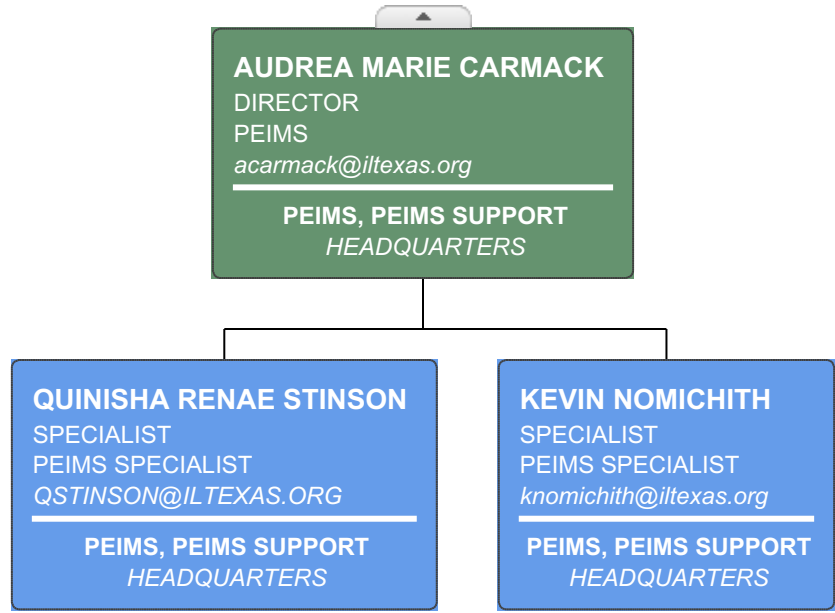 AUDREA MARIE CARMACK
DIRECTOR
PEIMS
acarmack@iltexas.org
PEIMS, PEIMS SUPPORT
HEADQUARTERS
QUINISHA RENAE STINSON
SPECIALIST
PEIMS SPECIALIST
QSTINSON@ILTEXAS.ORG
PEIMS, PEIMS SUPPORT
HEADQUARTERS
KEVIN NOMICHITH
SPECIALIST
PEIMS SPECIALIST
knomichith@iltexas.org
PEIMS, PEIMS SUPPORT
HEADQUARTERS